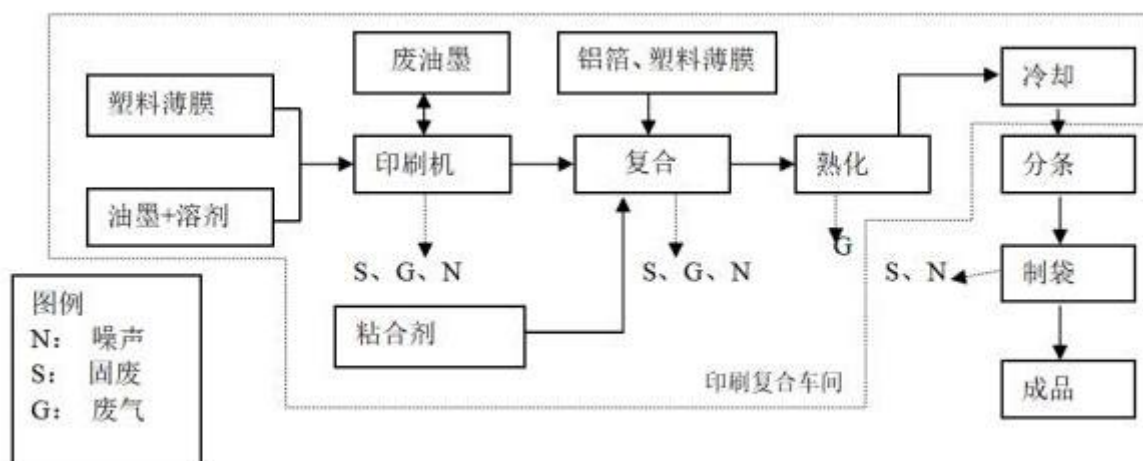 废油墨
铝箔、塑料薄膜
冷却
塑料薄膜
印刷机
复合
熟化
分条
油墨+溶剂
S、G、N
S、G、N
G
S、N
制袋
粘合剂
印刷复合车间
成品
图例
N： 噪声
S： 固废
G： 废气